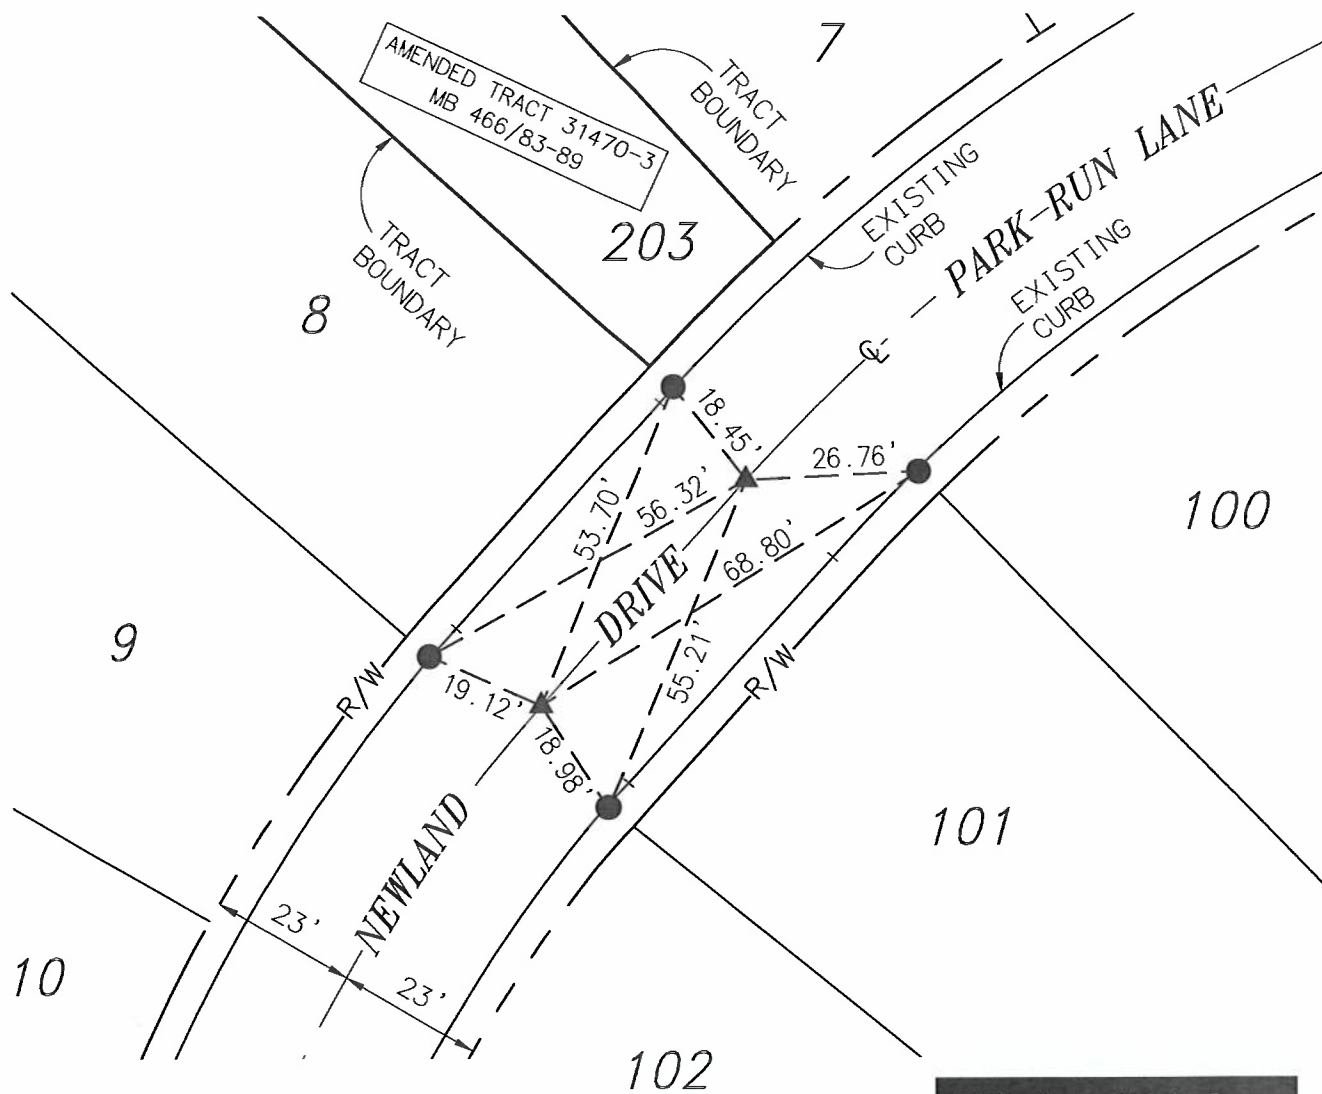 7
AMENDED TRACT 31470-3
MB 466/83-89
TRACT
BOUNDARY
TRACT
BOUNDARY
203
8
EXISTING
CURB
PARK-RUN LANE
EXISTING
CURB
℄
18.45'
26.76'
53.70'
56.32'
68.80'
100
DRIVE
9
R/W
19.12'
55.21'
R/W
18.98'
101
NEWLAND
23'
23'
10
102